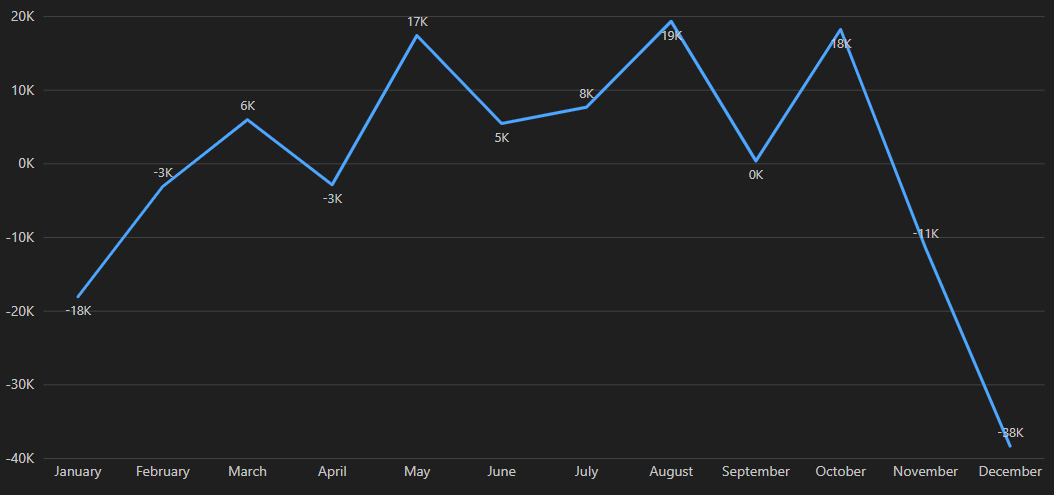 20K
10K
0K
-10K
-20K
-30K
-40K
-18K
-3K
6K
-3K
17K
5K
8K
19K
0K
18K
-11K
-38K
January February March April May June July August September October November December